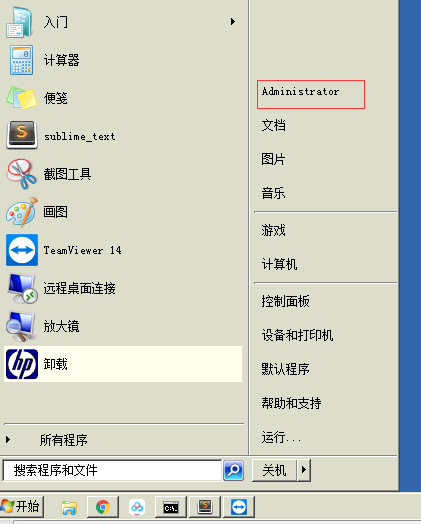 入门
计算器
便笺
sublime_text
截图工具
画图
TeamViewer 14
远程桌面连接
放大镜
卸载
所有程序
搜索程序和文件
Administrator
文档
图片
音乐
游戏
计算机
控制面板
设备和打印机
默认程序
帮助和支持
运行...
关机
开始